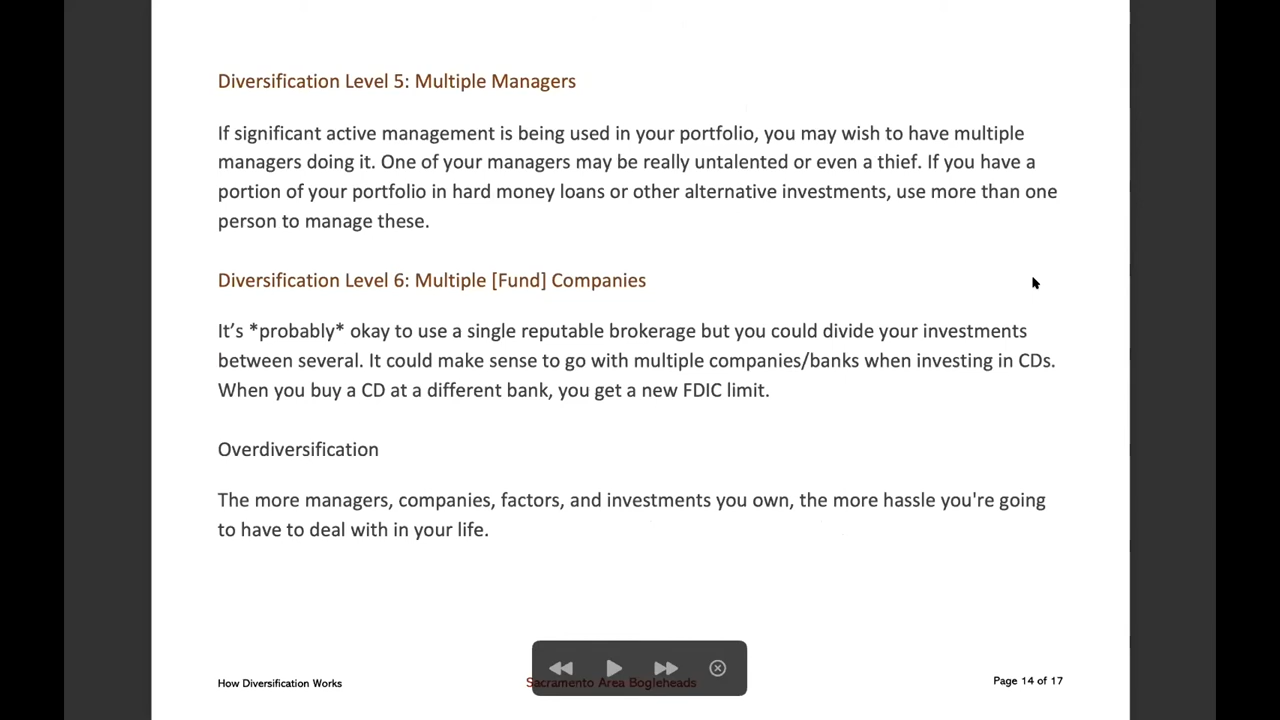 Diversification Level 5: Multiple Managers
If significant active management is being used in your portfolio, you may wish to have multiple
managers doing it. One of your managers may be really untalented or even a thief. If you have a
portion of your portfolio in hard money loans or other alternative investments, use more than one
person to manage these.
Diversification Level 6: Multiple [Fund] Companies
It's *probably* okay to use a single reputable brokerage but you could divide your investments
between several. It could make sense to go with multiple companies/banks when investing in CDs.
When you buy a CD at a different bank, you get a new FDIC limit.
Overdiversification
The more managers, companies, factors, and investments you own, the more hassle you're going
to have to deal with in your life.
How Diversification Works
Sacramento Area Bogleheads
Page 14 of 17